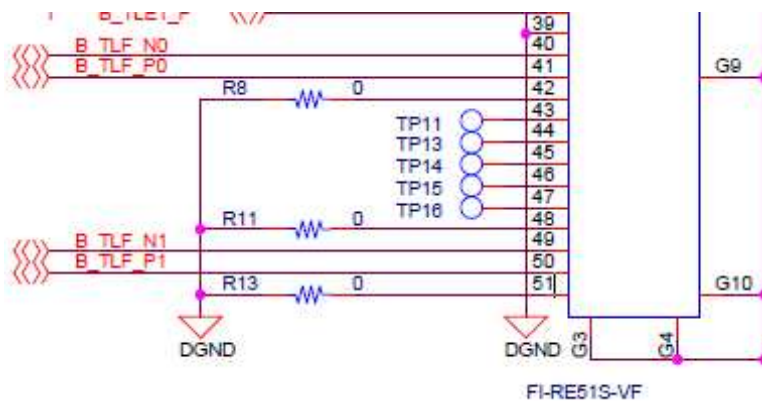 B_TLE1_P
39
B_TLF_N0
40
B_TLF_P0
41
G9
R8 0
42
43
TP11
44
TP13
45
TP14
46
TP15
47
TP16
R11 0
48
B_TLF_N1
49
B_TLF_P1
50
R13 0
51
G10
DGND
DGND
G3
G4
FI-RE51S-VF